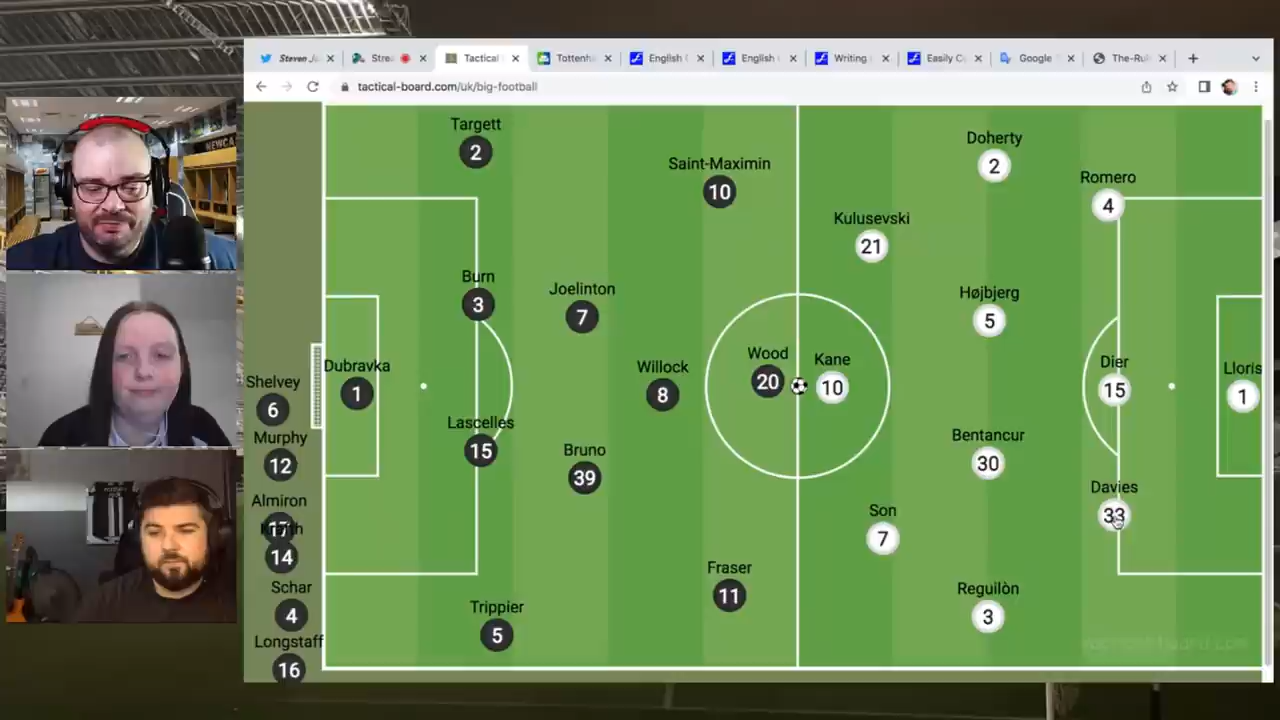 Steven J
Stre
Tactical
Tottenh
English
English
Writing
Easily C
Google
The-Ru
tactical-board.com/uk/big-football
NEWCA
Targett
2
Saint-Maximin
10
Doherty
2
Romero
4
Kulusevski
21
Burn
3
Joelinton
7
Højbjerg
5
Dubravka
1
Willock
8
Wood
20
Kane
10
Dier
15
Lloris
1
Lascelles
15
Bruno
39
Bentancur
30
Davies
33
Son
7
Fraser
11
Reguilòn
3
Trippier
5
Shelvey
6
Murphy
12
Almiron
17
14
Schar
4
Longstaff
16